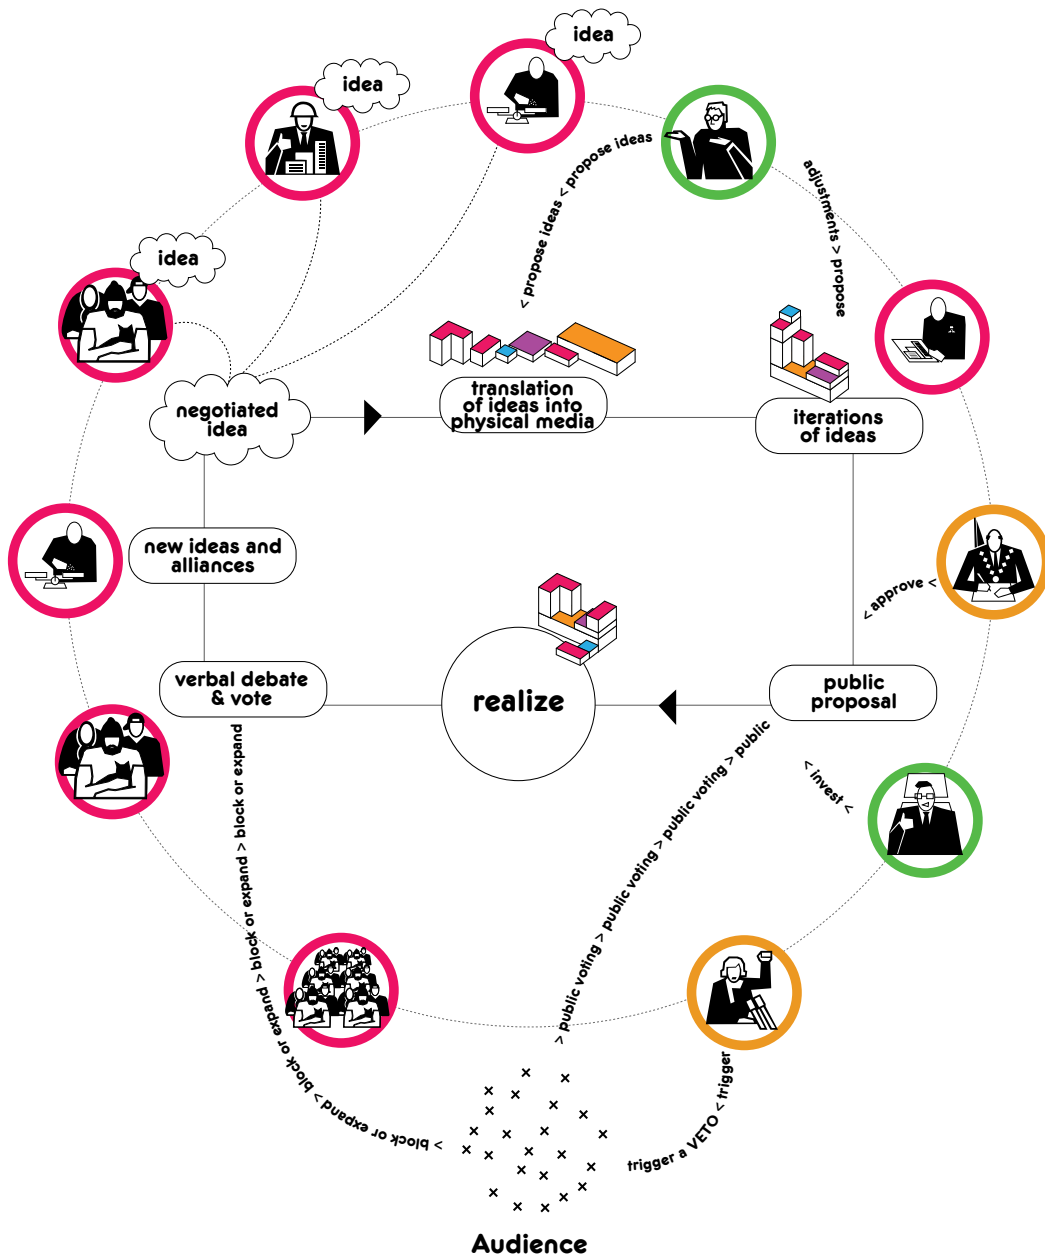 idea
idea
idea
< propose ideas < propose ideas
adjustments > propose
negotiated
idea
translation
of ideas into
physical media
iterations
of ideas
new ideas and
alliances
< approve <
verbal debate
& vote
realize
public
proposal
< invest <
> block or expand > block or expand > block or expand > block or expand > block or expand
> public voting > public voting > public voting > public
trigger a VETO < trigger
Audience